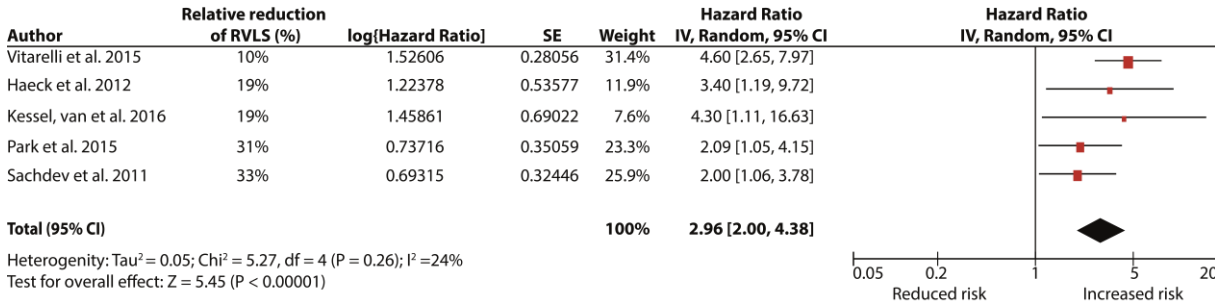 Relative reduction Hazard Ratio Hazard Ratio
Author of RVLS (%) log{Hazard Ratio] SE Weight IV, Random, 95% CI IV, Random, 95% CI
Vitarelli et al. 2015 10% 1.52606 0.28056 31.4% 4.60 [2.65, 7.97]
Haeck et al. 2012 19% 1.22378 0.53577 11.9% 3.40 [1.19, 9.72]
Kessel, van et al. 2016 19% 1.45861 0.69022 7.6% 4.30 [1.11, 16.63]
Park et al. 2015 31% 0.73716 0.35059 23.3% 2.09 [1.05, 4.15]
Sachdev et al. 2011 33% 0.69315 0.32446 25.9% 2.00 [1.06, 3.78]
Total (95% CI) 100% 2.96 [2.00, 4.38]
Heterogenity: Tau² = 0.05; Chi² = 5.27, df = 4 (P = 0.26); I² =24%
Test for overall effect: Z = 5.45 (P < 0.00001)
0.05 0.2 1 5 20
Reduced risk Increased risk